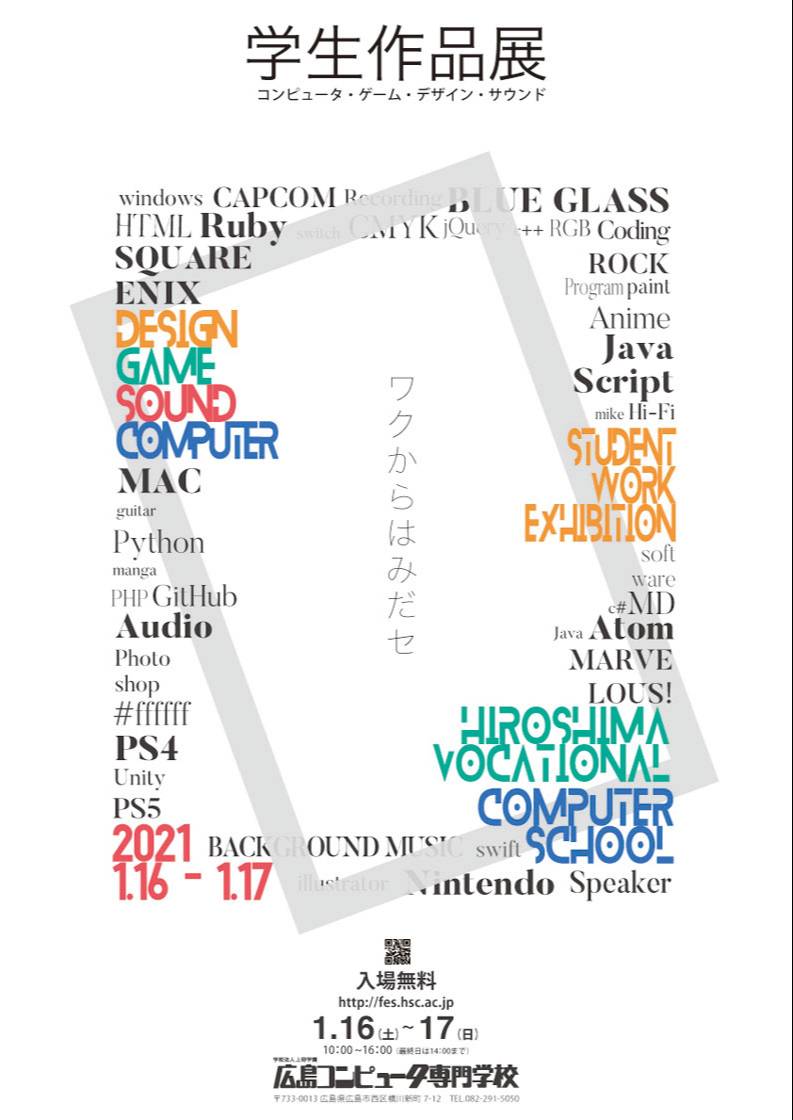 学生作品展
コンピュータ・ゲーム・デザイン・サウンド
windows CAPCOM Recording BLUE GLASS
HTML Ruby switch CMYK jQuery c++ RGB Coding
SQUARE
ENIX
DESIGN
GAME
SOUND
COMPUTER
MAC
guitar
Python
manga
PHP GitHub
Audio
Photo
shop
#ffffff
PS4
Unity
PS5
2021
1.16 - 1.17
ワクからはみだセ
ROCK
Program paint
Anime
Java
Script
mike Hi-Fi
STUDENT
WORK
EXHIBITION
soft
ware
c# MD
Java Atom
MARVE
LOUS!
HIROSHIMA
VOCATIONAL
COMPUTER
SCHOOL
BACKGROUND MUSIC swift
illustrator Nintendo Speaker
入場無料
http://fes.hsc.ac.jp
1.16(土)~17(日)
10:00~16:00(最終日は14:00まで)
学校法人上野学園
広島コンピュータ専門学校
〒733-0013 広島県広島市西区横川新町 7-12 TEL.082-291-5050